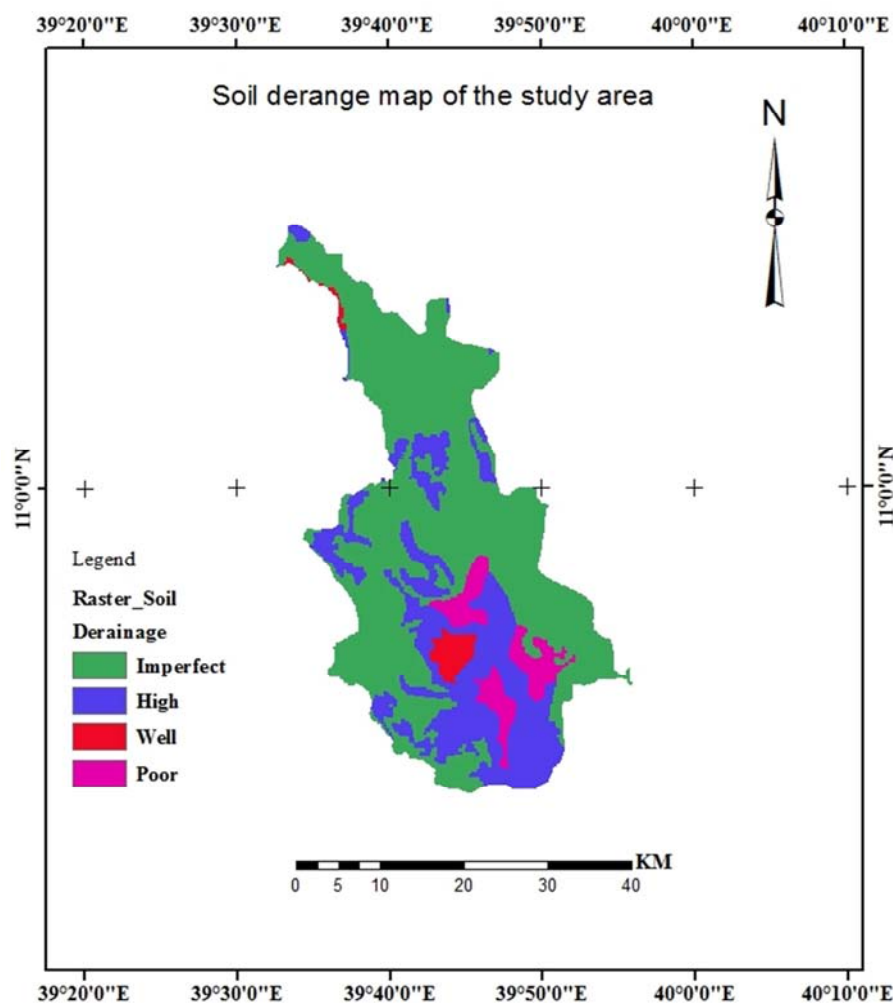 39°20'0"E 39°30'0"E 39°40'0"E 39°50'0"E 40°0'0"E 40°10'0"E
Soil derange map of the study area
N
11°0'0"N 11°0'0"N
Legend
Raster_Soil
Derainage
Imperfect
High
Well
Poor
KM
0 5 10 20 30 40
39°20'0"E 39°30'0"E 39°40'0"E 39°50'0"E 40°0'0"E 40°10'0"E